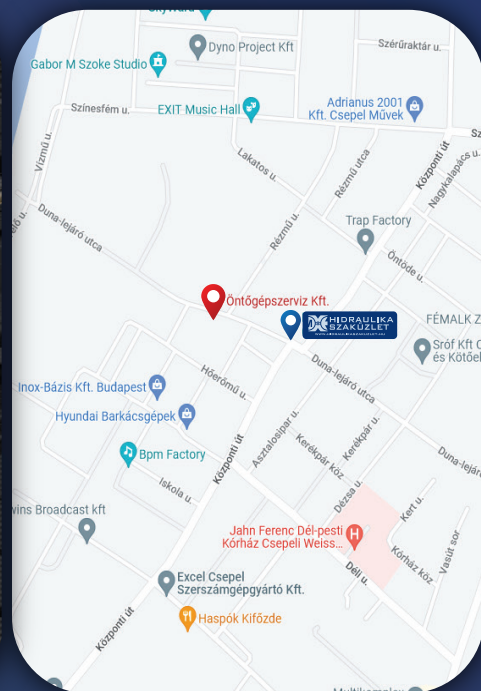 Dyno Project Kft
Szérűraktár u.
Gabor M Szoke Studio
Színesfém u.
EXIT Music Hall
Adrianus 2001
Kft. Csepel Művek
Vízmű u.
Lakatos u.
Rézmű utca
Központi út
Nagykalapács u.
Duna-lejáró utca
Rézmű u.
Trap Factory
Öntöde u.
Öntőgépszerviz Kft.
HIDRAULIKA
SZAKÜZLET
FÉMALK
Sróf Kft
és Kötőel
Hőerőmű u.
Duna-lejáró utca
Inox-Bázis Kft. Budapest
Hyundai Barkácsgépek
Központi út
Asztalosipar u.
Kerékpár köz
Kerékpár u.
Bpm Factory
Duna-lejáró
Iskola u.
Dézsa u.
Kert u.
wins Broadcast kft
Jahn Ferenc Dél-pesti
Kórház Csepeli Weiss...
Vasút sor
Kórház köz
Déli u.
Excel Csepel
Szerszámgépgyártó Kft.
Haspók Kifőzde
Központi út